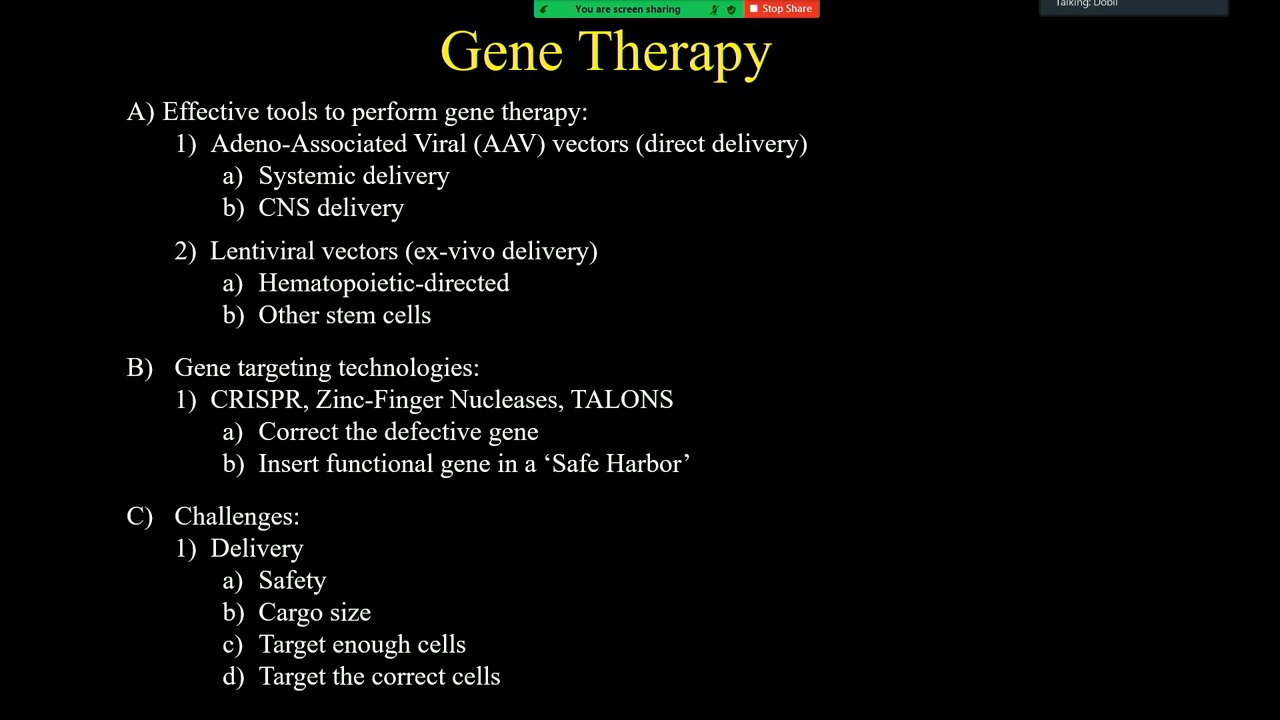 You are screen sharing
Stop Share
Talking: Dobil
Gene Therapy
A) Effective tools to perform gene therapy:
1) Adeno-Associated Viral (AAV) vectors (direct delivery)
a) Systemic delivery
b) CNS delivery
2) Lentiviral vectors (ex-vivo delivery)
a) Hematopoietic-directed
b) Other stem cells
B) Gene targeting technologies:
1) CRISPR, Zinc-Finger Nucleases, TALONS
a) Correct the defective gene
b) Insert functional gene in a ‘Safe Harbor’
C) Challenges:
1) Delivery
a) Safety
b) Cargo size
c) Target enough cells
d) Target the correct cells